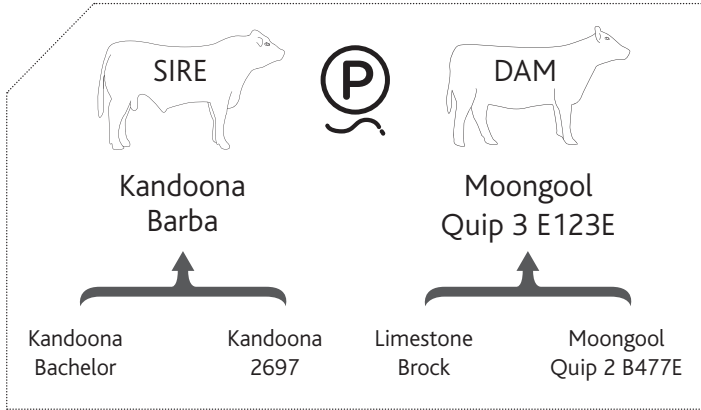 SIRE
P
DAM
Kandoona
Barba
Moongool
Quip 3 E123E
Kandoona
Bachelor
Kandoona
2697
Limestone
Brock
Moongool
Quip 2 B477E